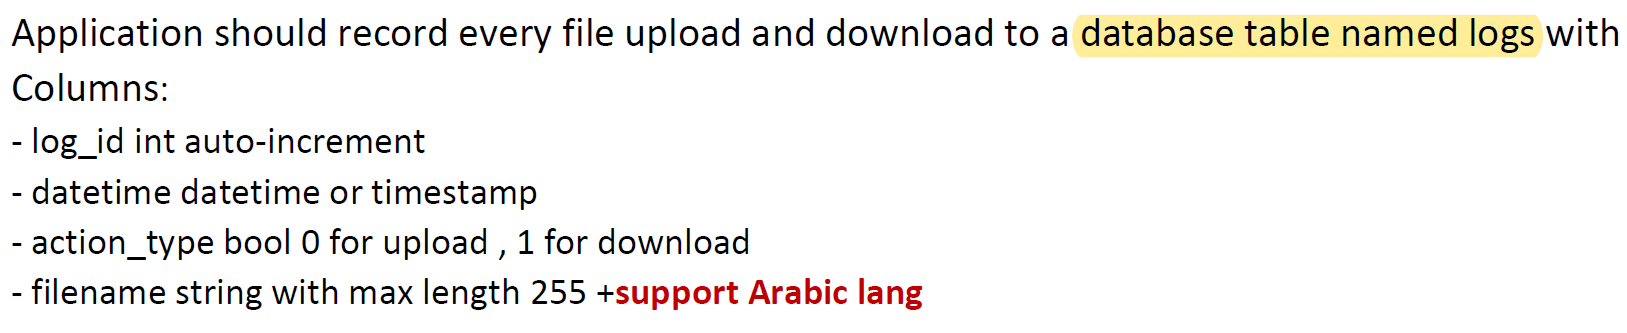 Application should record every file upload and download to a database table named logs with
Columns:
- log_id int auto-increment
- datetime datetime or timestamp
- action_type bool 0 for upload , 1 for download
- filename string with max length 255 +support Arabic lang